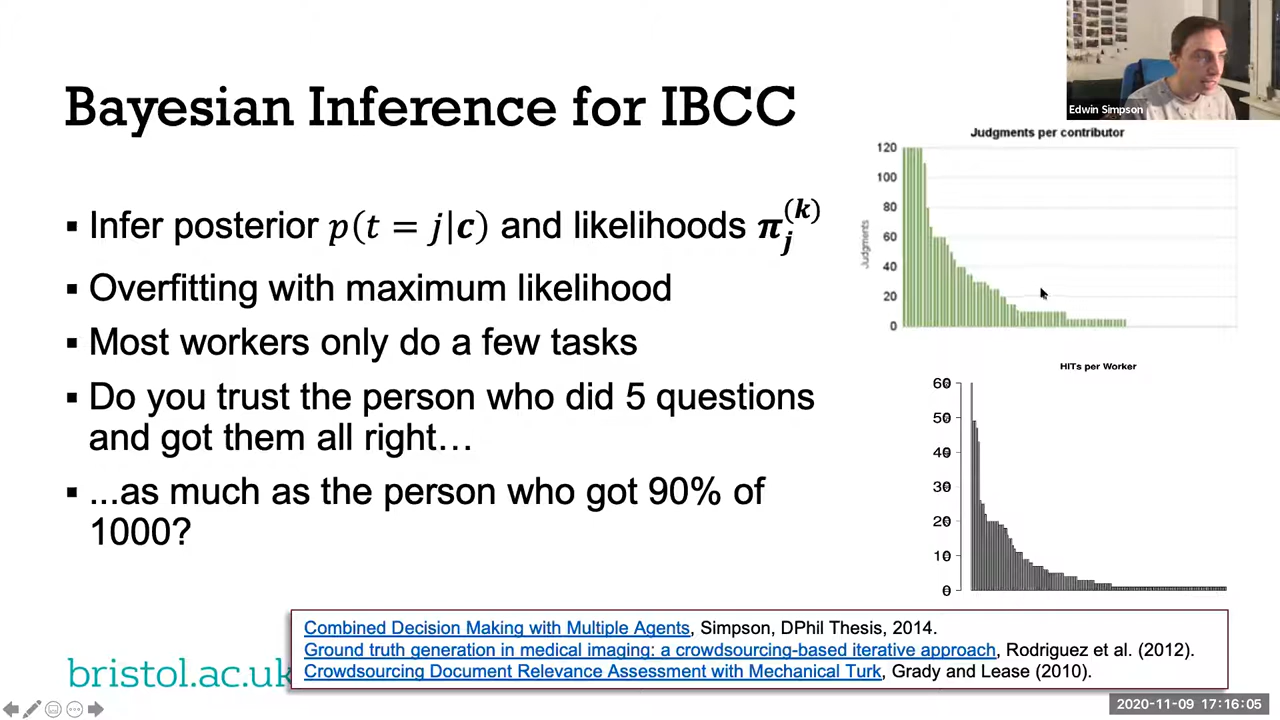 Edwin Simpson
Bayesian Inference for IBCC
▪ Infer posterior p(t = j|c) and likelihoods π_j^(k)
▪ Overfitting with maximum likelihood
▪ Most workers only do a few tasks
▪ Do you trust the person who did 5 questions
and got them all right…
▪ ...as much as the person who got 90% of
1000?
Judgments per contributor
Judgments
120
100
80
60
40
20
0
HITs per Worker
60
50
40
30
20
10
0
Combined Decision Making with Multiple Agents, Simpson, DPhil Thesis, 2014.
Ground truth generation in medical imaging: a crowdsourcing-based iterative approach, Rodriguez et al. (2012).
Crowdsourcing Document Relevance Assessment with Mechanical Turk, Grady and Lease (2010).
bristol.ac.uk
2020-11-09 17:16:05